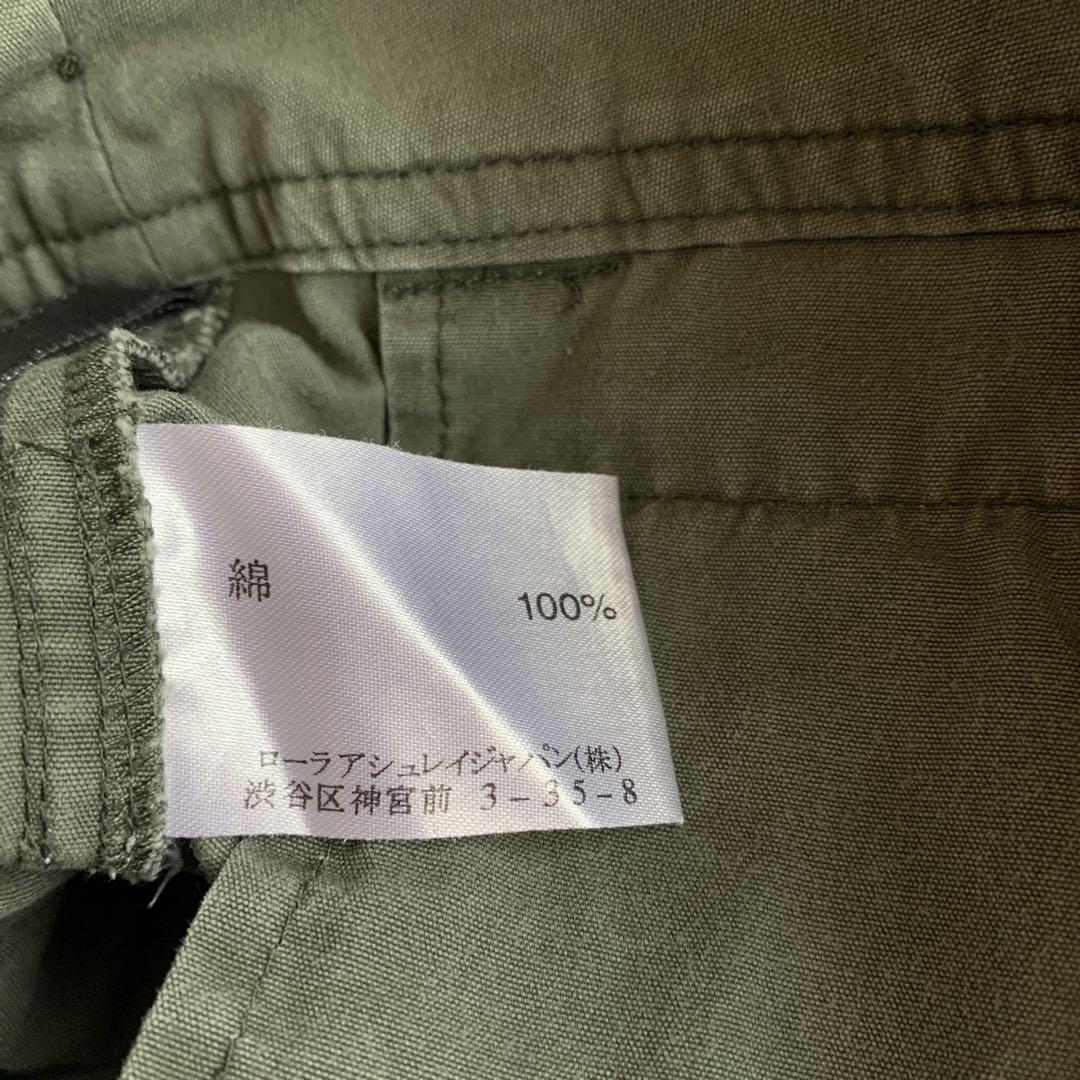 綿 100%
ローラアシュレイジャパン(株)
渋谷区神宮前 3-35-8